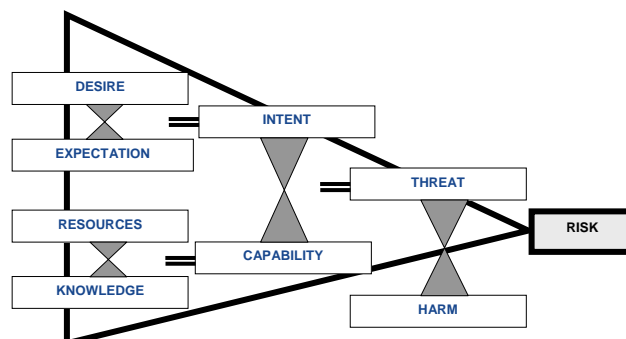 DESIRE
EXPECTATION
RESOURCES
KNOWLEDGE
INTENT
CAPABILITY
THREAT
HARM
RISK